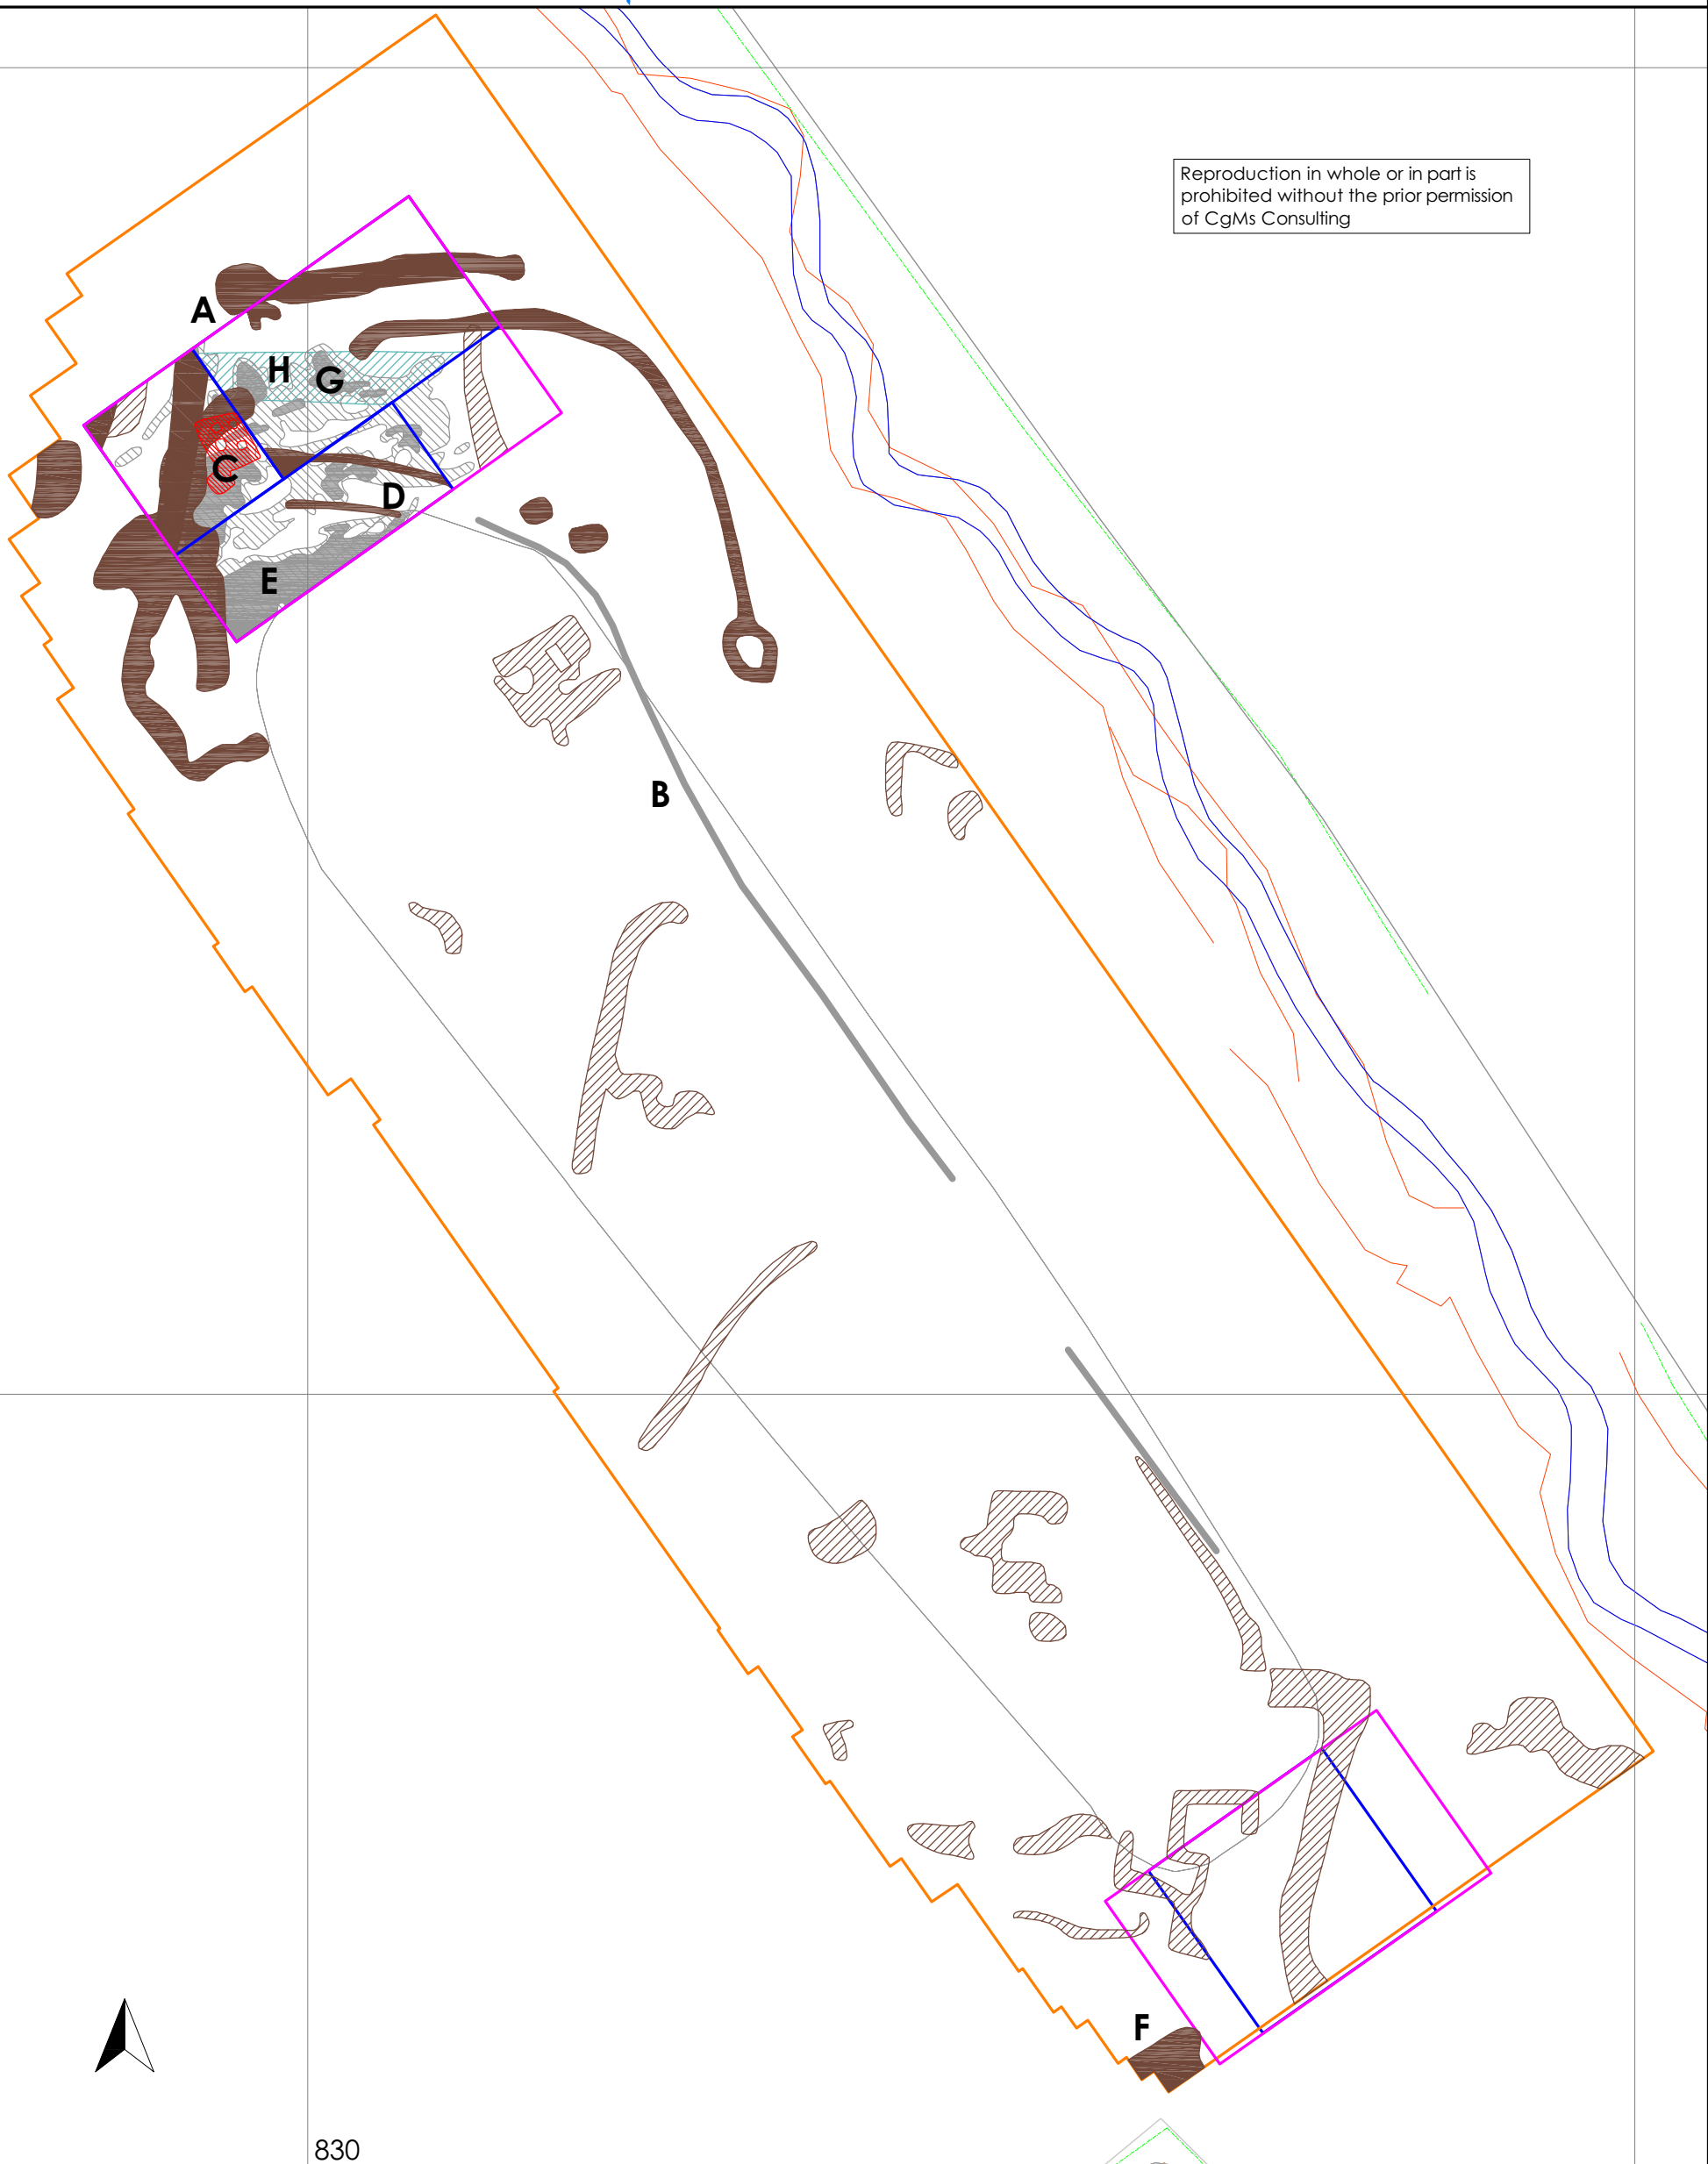 Reproduction in whole or in part is
prohibited without the prior permission
of CgMs Consulting
A
H
G
C
D
E
B
F
830